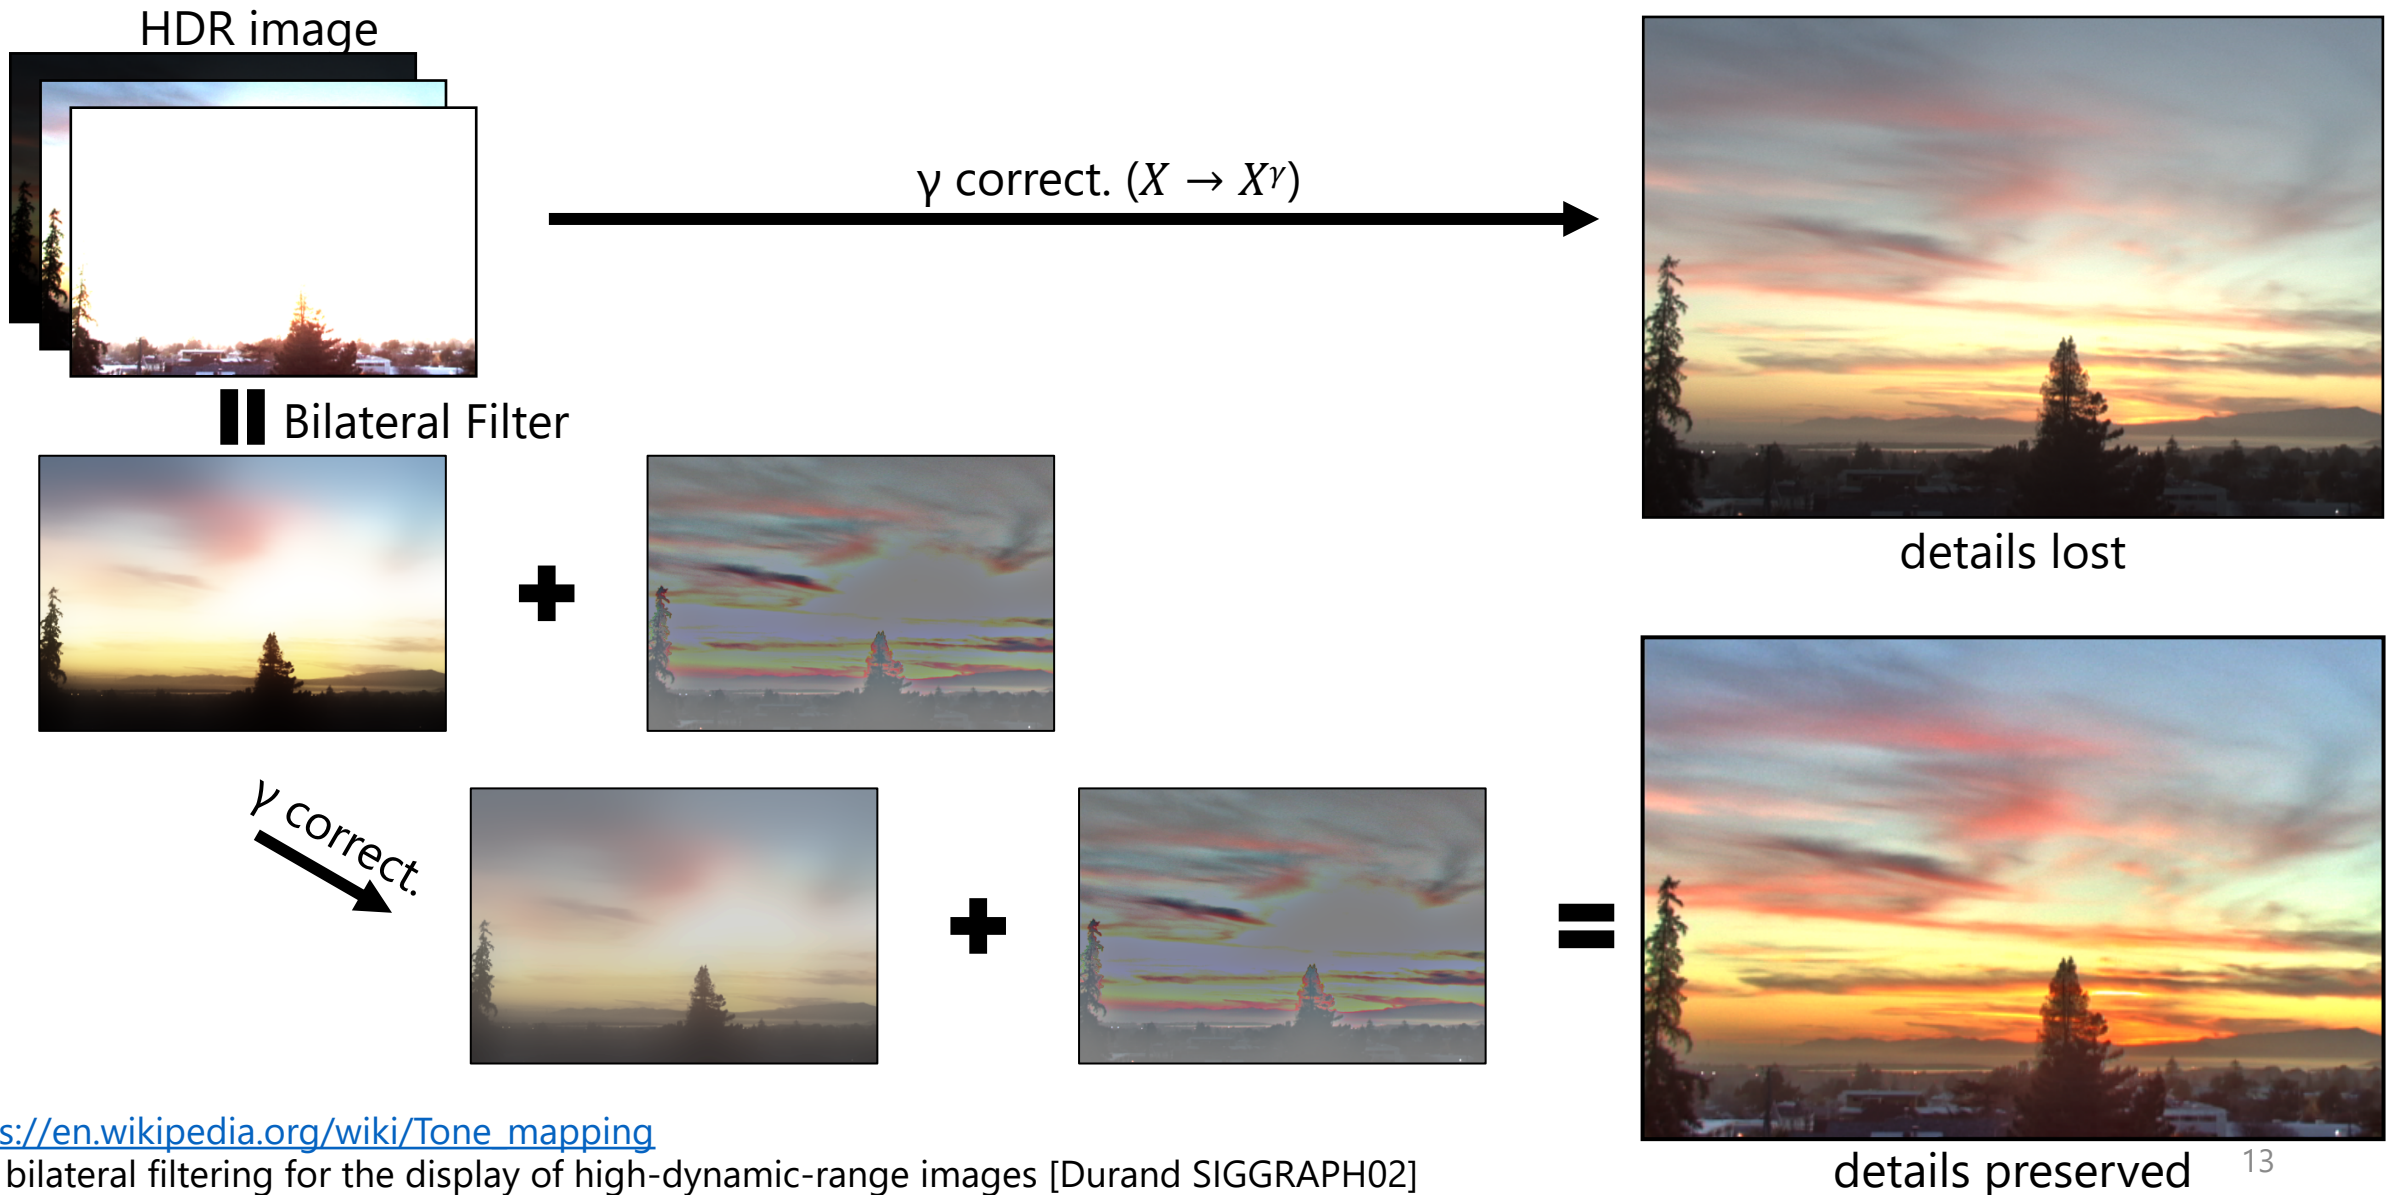 HDR image
γ correct. (X → X^γ)
Bilateral Filter
details lost
γ correct.
s://en.wikipedia.org/wiki/Tone_mapping
bilateral filtering for the display of high-dynamic-range images [Durand SIGGRAPH02]
details preserved
13